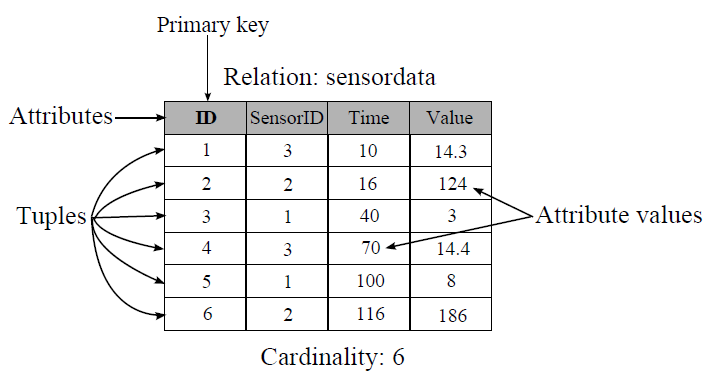 Primary key
Relation: sensordata
Attributes
ID SensorID Time Value
1 3 10 14.3
2 2 16 124
Tuples
3 1 40 3
Attribute values
4 3 70 14.4
5 1 100 8
6 2 116 186
Cardinality: 6